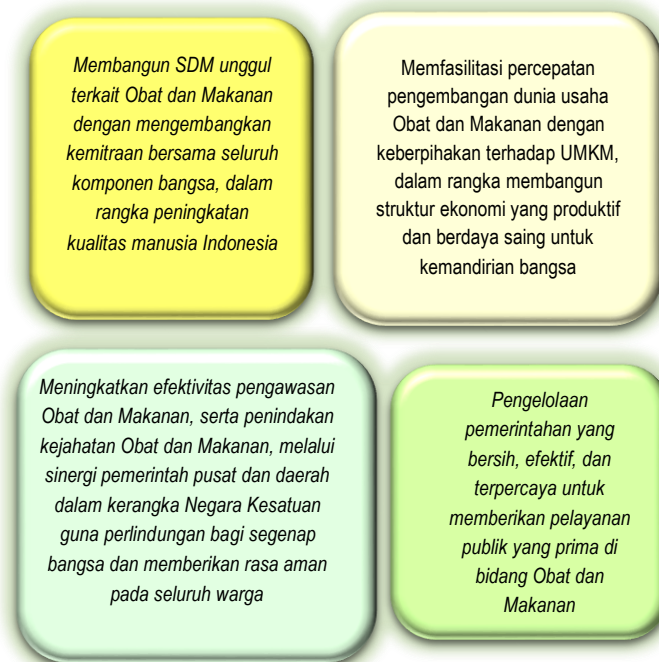 Membangun SDM unggul
terkait Obat dan Makanan
dengan mengembangkan
kemitraan bersama seluruh
komponen bangsa, dalam
rangka peningkatan
kualitas manusia Indonesia
Memfasilitasi percepatan
pengembangan dunia usaha
Obat dan Makanan dengan
keberpihakan terhadap UMKM,
dalam rangka membangun
struktur ekonomi yang produktif
dan berdaya saing untuk
kemandirian bangsa
Meningkatkan efektivitas pengawasan
Obat dan Makanan, serta penindakan
kejahatan Obat dan Makanan, melalui
sinergi pemerintah pusat dan daerah
dalam kerangka Negara Kesatuan
guna perlindungan bagi segenap
bangsa dan memberikan rasa aman
pada seluruh warga
Pengelolaan
pemerintahan yang
bersih, efektif, dan
terpercaya untuk
memberikan pelayanan
publik yang prima di
bidang Obat dan
Makanan